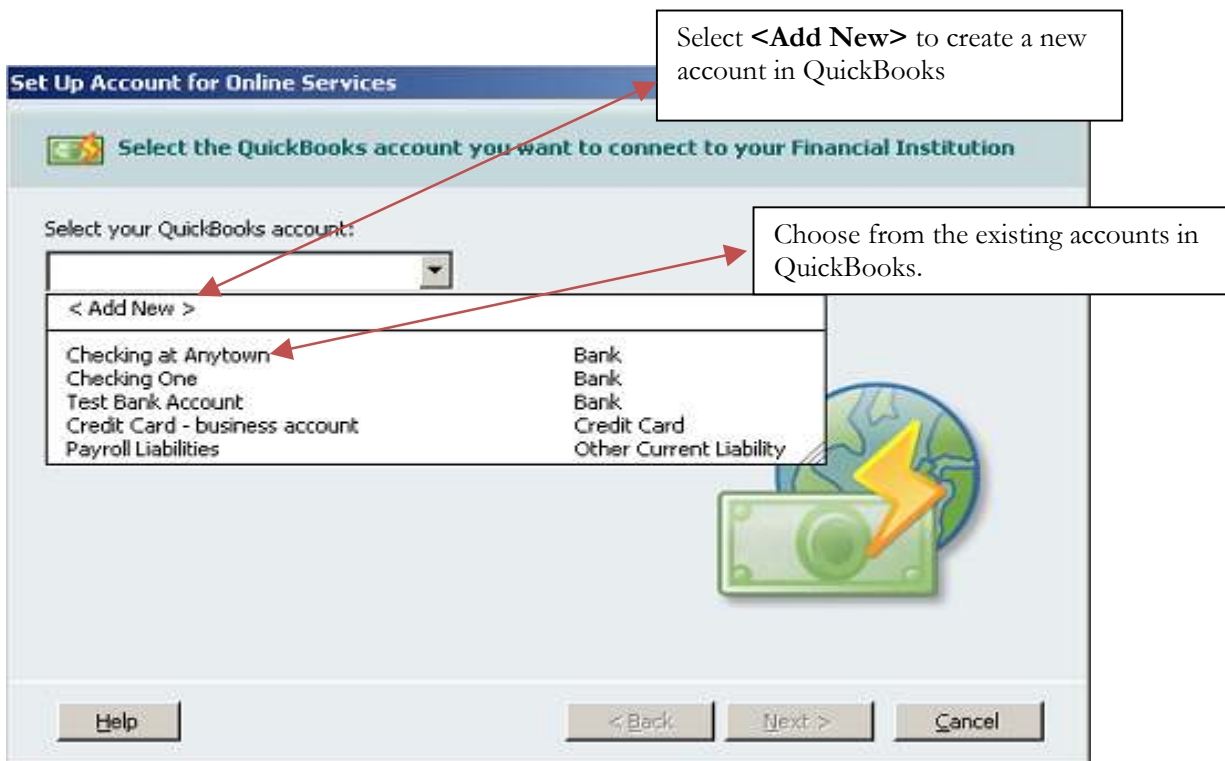 Select <Add New> to create a new
account in QuickBooks
Set Up Account for Online Services
Select the QuickBooks account you want to connect to your Financial Institution
Select your QuickBooks account:
Choose from the existing accounts in
QuickBooks.
< Add New >
Checking at Anytown Bank
Checking One Bank
Test Bank Account Bank
Credit Card - business account Credit Card
Payroll Liabilities Other Current Liability
Help < Back Next > Cancel